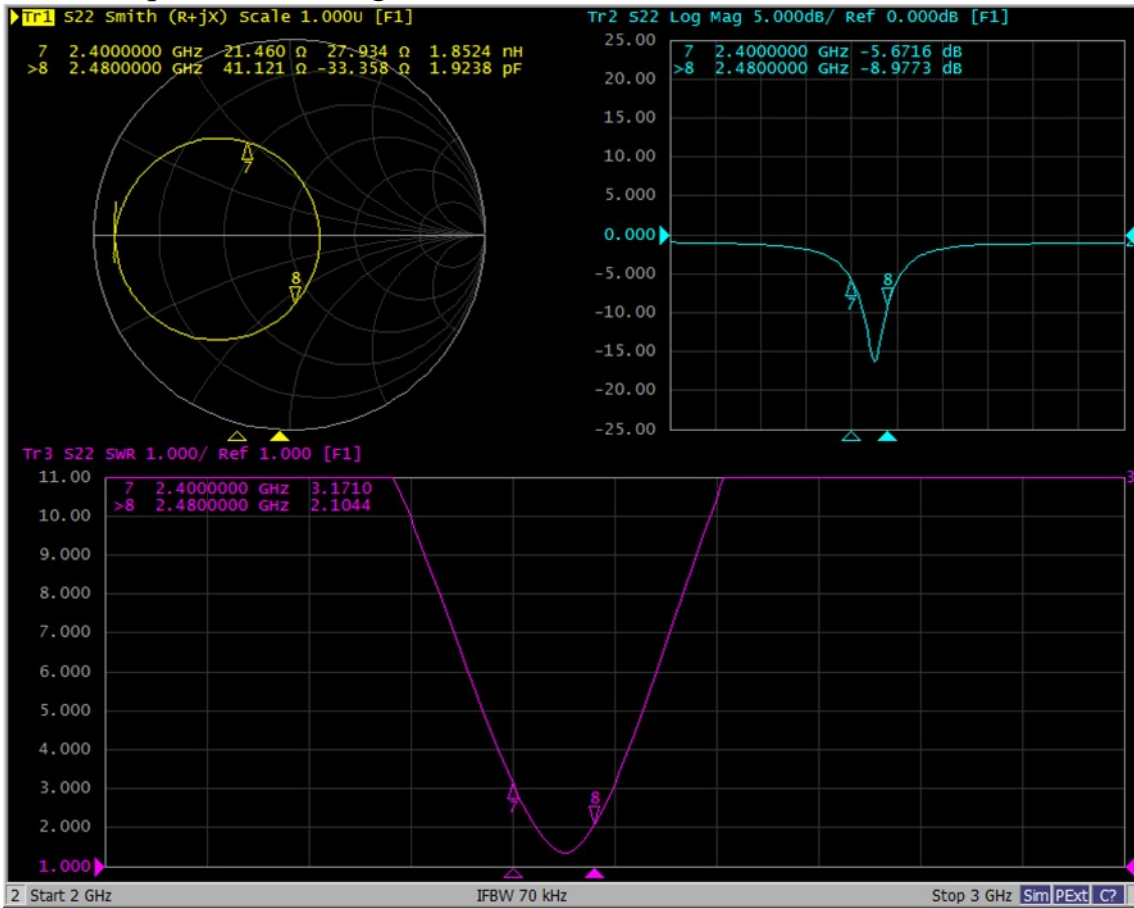 Tr1 S22 Smith (R+jX) Scale 1.000U [F1]
7 2.4000000 GHz 21.460 Ω 27.934 Ω 1.8524 nH
>8 2.4800000 GHz 41.121 Ω -33.358 Ω 1.9238 pF
7
8
Tr2 S22 Log Mag 5.000dB/ Ref 0.000dB [F1]
25.00
7 2.4000000 GHz -5.6716 dB
>8 2.4800000 GHz -8.9773 dB
20.00
15.00
10.00
5.000
0.000
-5.000
8
7
-10.00
-15.00
-20.00
-25.00
Tr3 S22 SWR 1.000/ Ref 1.000 [F1]
11.00
3
7 2.4000000 GHz 3.1710
>8 2.4800000 GHz 2.1044
10.00
9.000
8.000
7.000
6.000
5.000
4.000
3.000
7
8
2.000
1.000
2 Start 2 GHz IFBW 70 kHz Stop 3 GHz Sim PExt C?